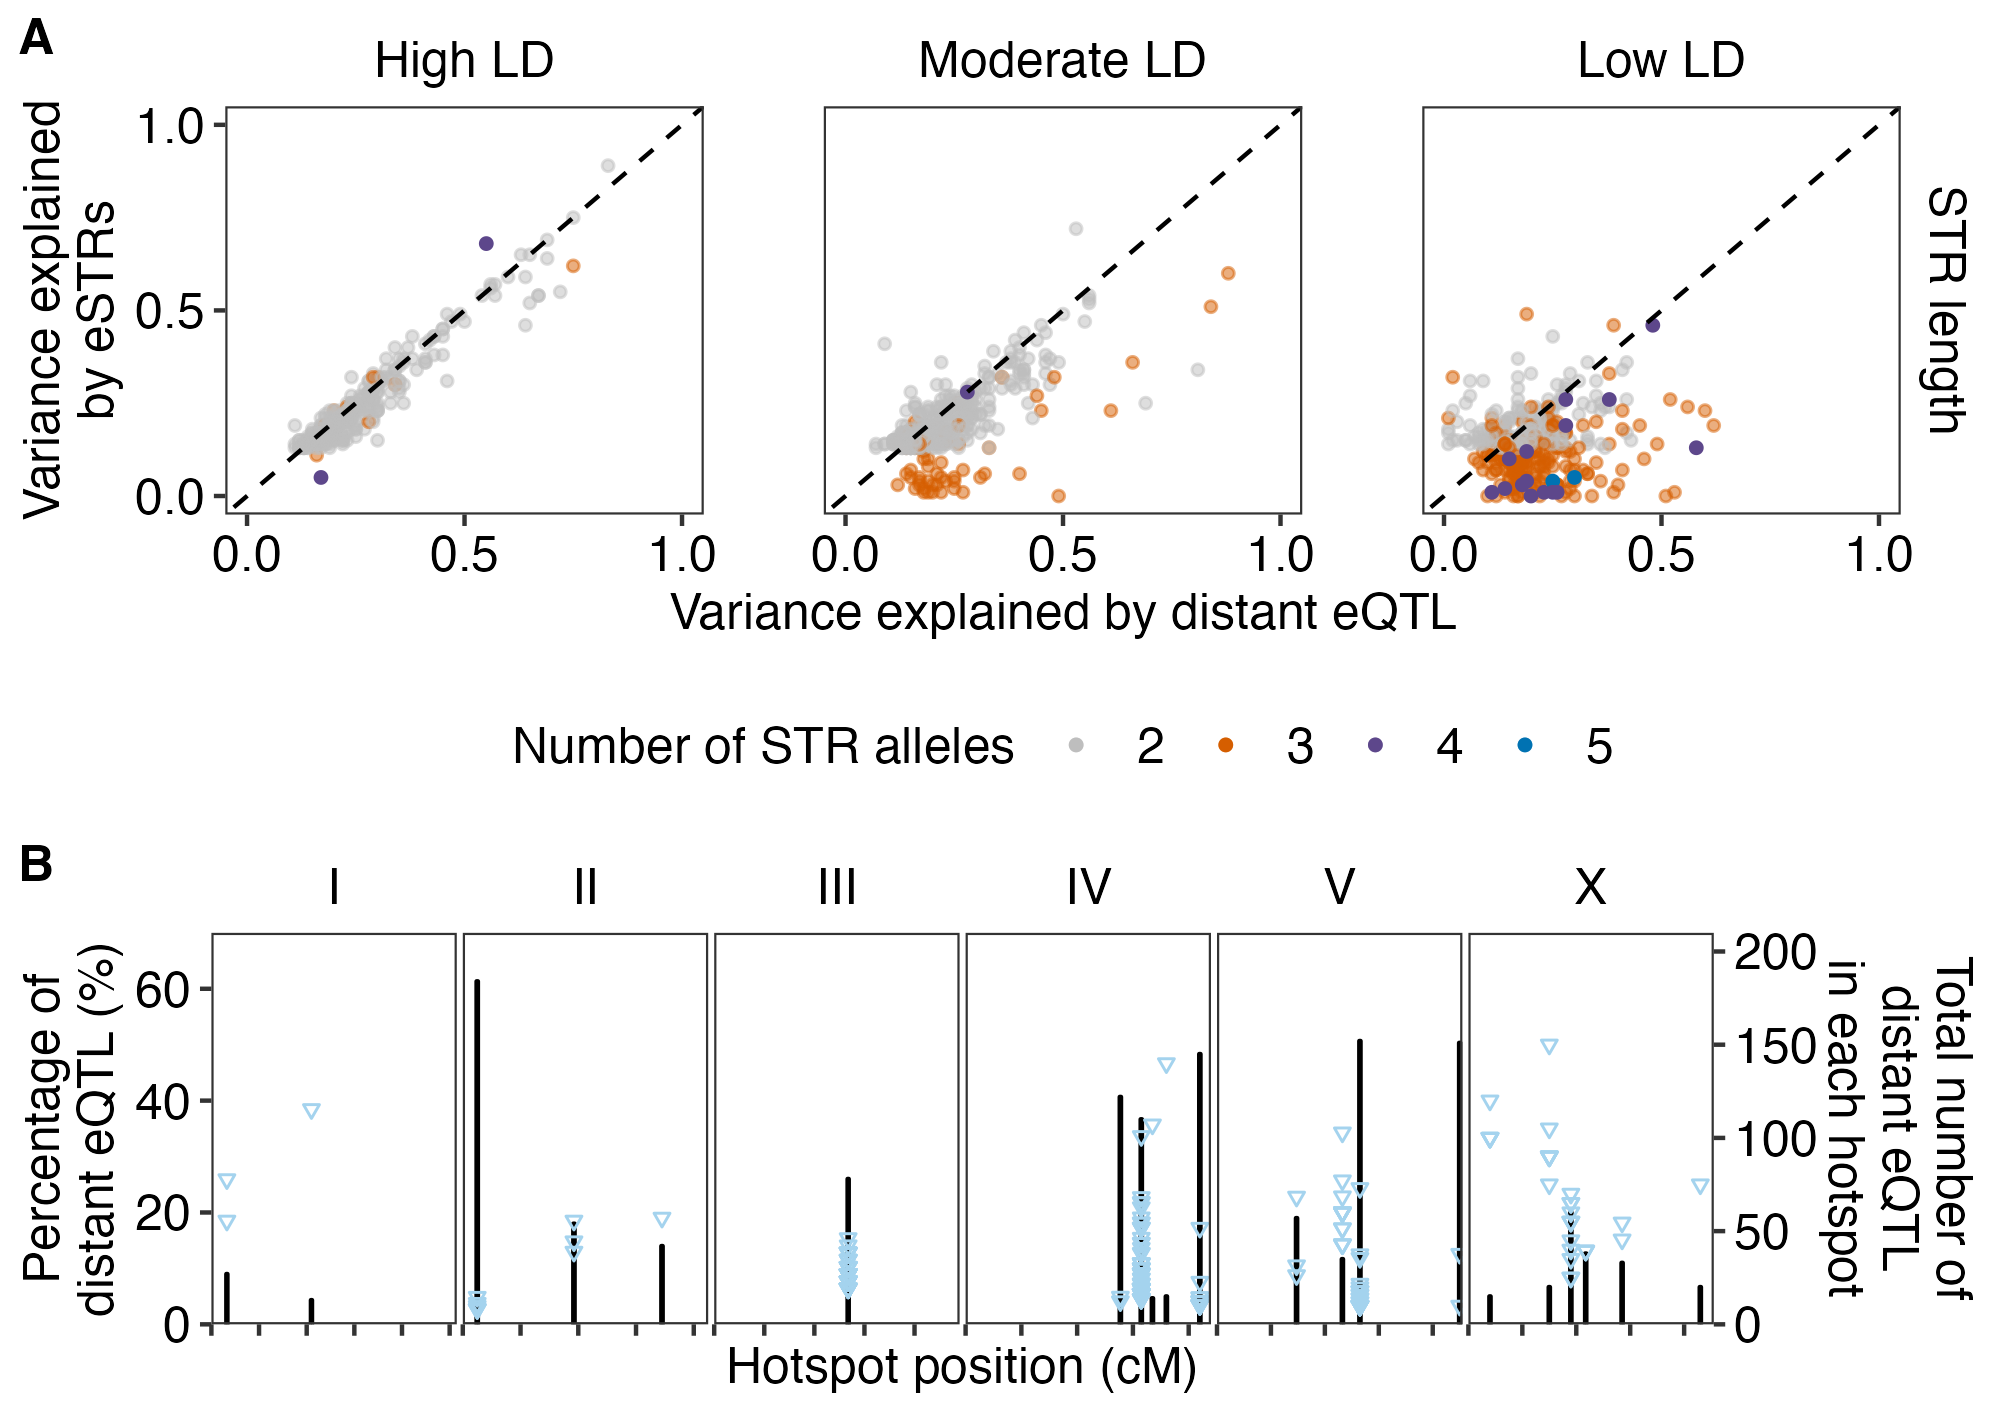 A
High LD
Moderate LD
Low LD
Variance explained
by eSTRs
1.0
0.5
0.0
STR length
0.0 0.5 1.0
0.0 0.5 1.0
0.0 0.5 1.0
Variance explained by distant eQTL
Number of STR alleles 2 3 4 5
B
I
II
III
IV
V
X
Percentage of
distant eQTL (%)
60
40
20
0
200
150
100
50
0
Total number of
distant eQTL
in each hotspot
Hotspot position (cM)